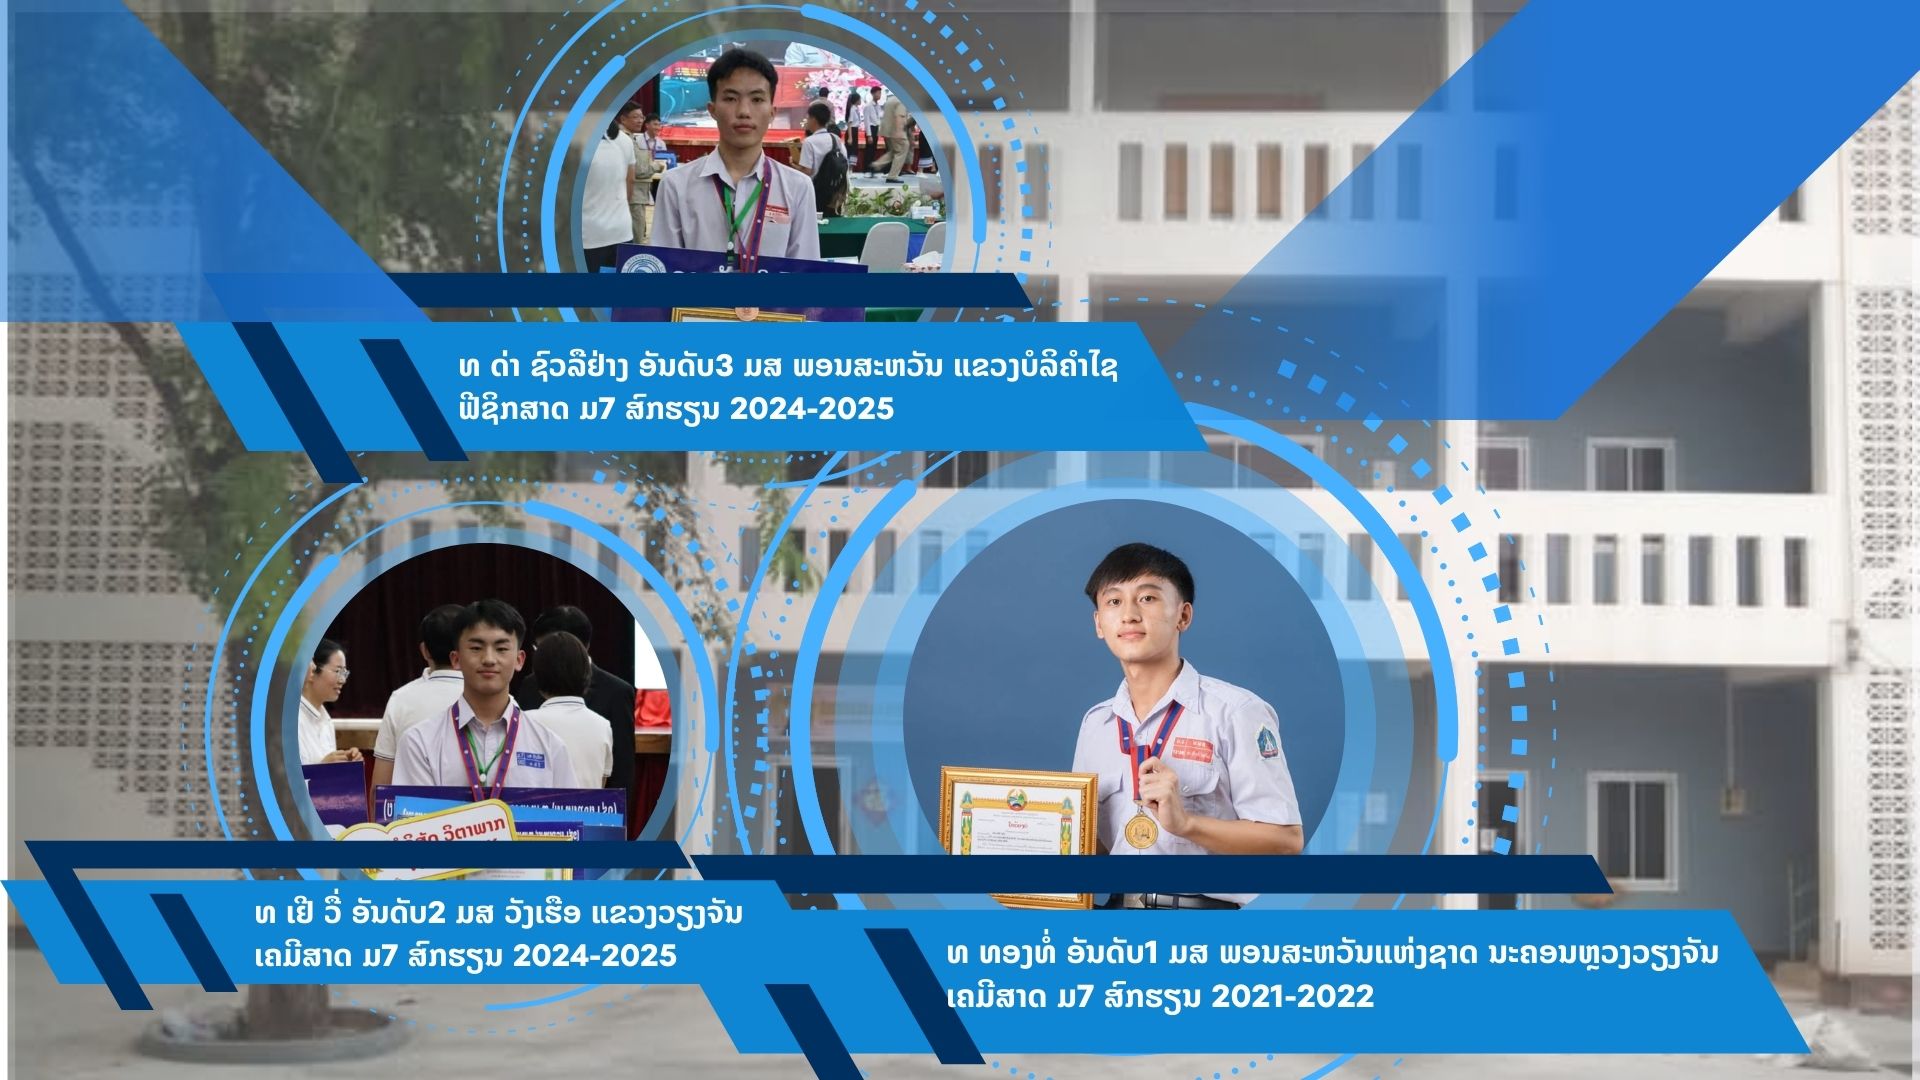 ທ ດ່າ ຊົວລືຢ່າງ ອັນດັບ3 ມສ ພອນສະຫວັນ ແຂວງບໍລິຄຳໄຊ
ຟີຊິກສາດ ມ7 ສົກຮຽນ 2024-2025
ທ ເຢີ ວື່ ອັນດັບ2 ມສ ວັງເຮືອ ແຂວງວຽງຈັນ
ເຄມີສາດ ມ7 ສົກຮຽນ 2024-2025
ທ ທອງທໍ່ ອັນດັບ1 ມສ ພອນສະຫວັນແຫ່ງຊາດ ນະຄອນຫຼວງວຽງຈັນ
ເຄມີສາດ ມ7 ສົກຮຽນ 2021-2022